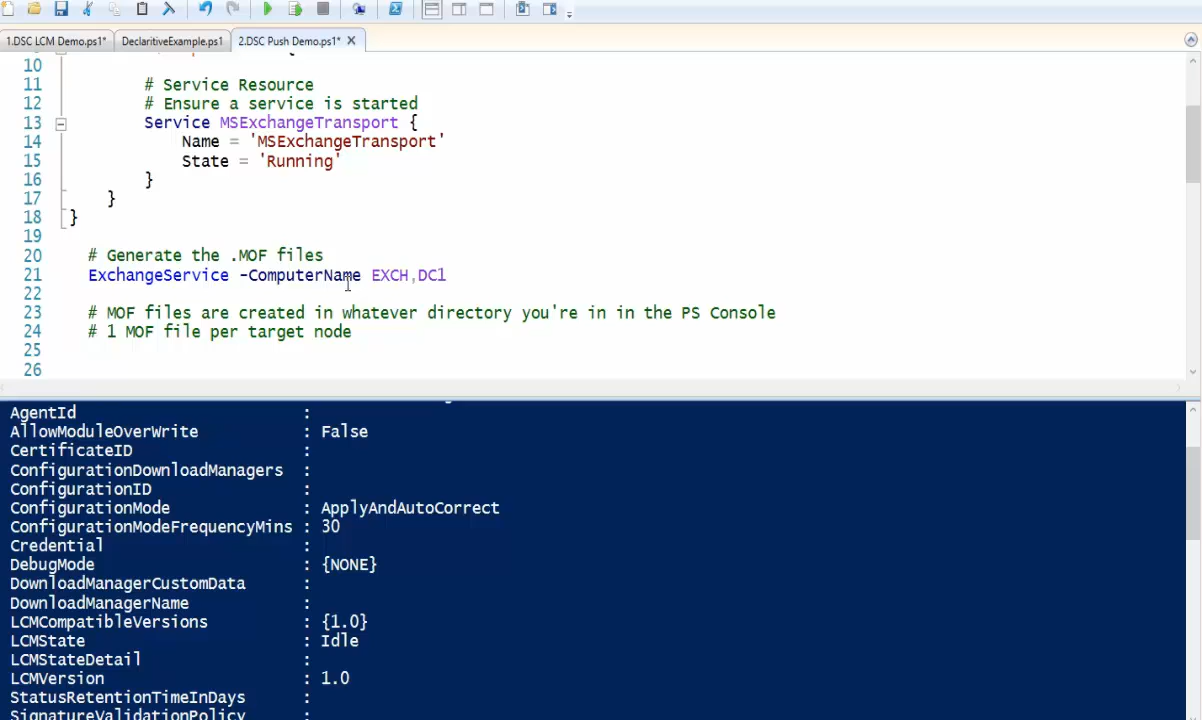 1.DSC LCM Demo.ps1* DeclaritiveExample.ps1 2.DSC Push Demo.ps1* X
10
11 # Service Resource
12 # Ensure a service is started
13 Service MSExchangeTransport {
14 Name = 'MSExchangeTransport'
15 State = 'Running'
16 }
17 }
18 }
19
20 # Generate the .MOF files
21 ExchangeService -ComputerName EXCH,DC1
22
23 # MOF files are created in whatever directory you're in in the PS Console
24 # 1 MOF file per target node
25
26
AgentId :
AllowModuleOverWrite : False
CertificateID :
ConfigurationDownloadManagers :
ConfigurationID :
ConfigurationMode : ApplyAndAutoCorrect
ConfigurationModeFrequencyMins : 30
Credential :
DebugMode : {NONE}
DownloadManagerCustomData :
DownloadManagerName :
LCMCompatibleVersions : {1.0}
LCMState : Idle
LCMStateDetail :
LCMVersion : 1.0
StatusRetentionTimeInDays :
SignatureValidationPolicy :